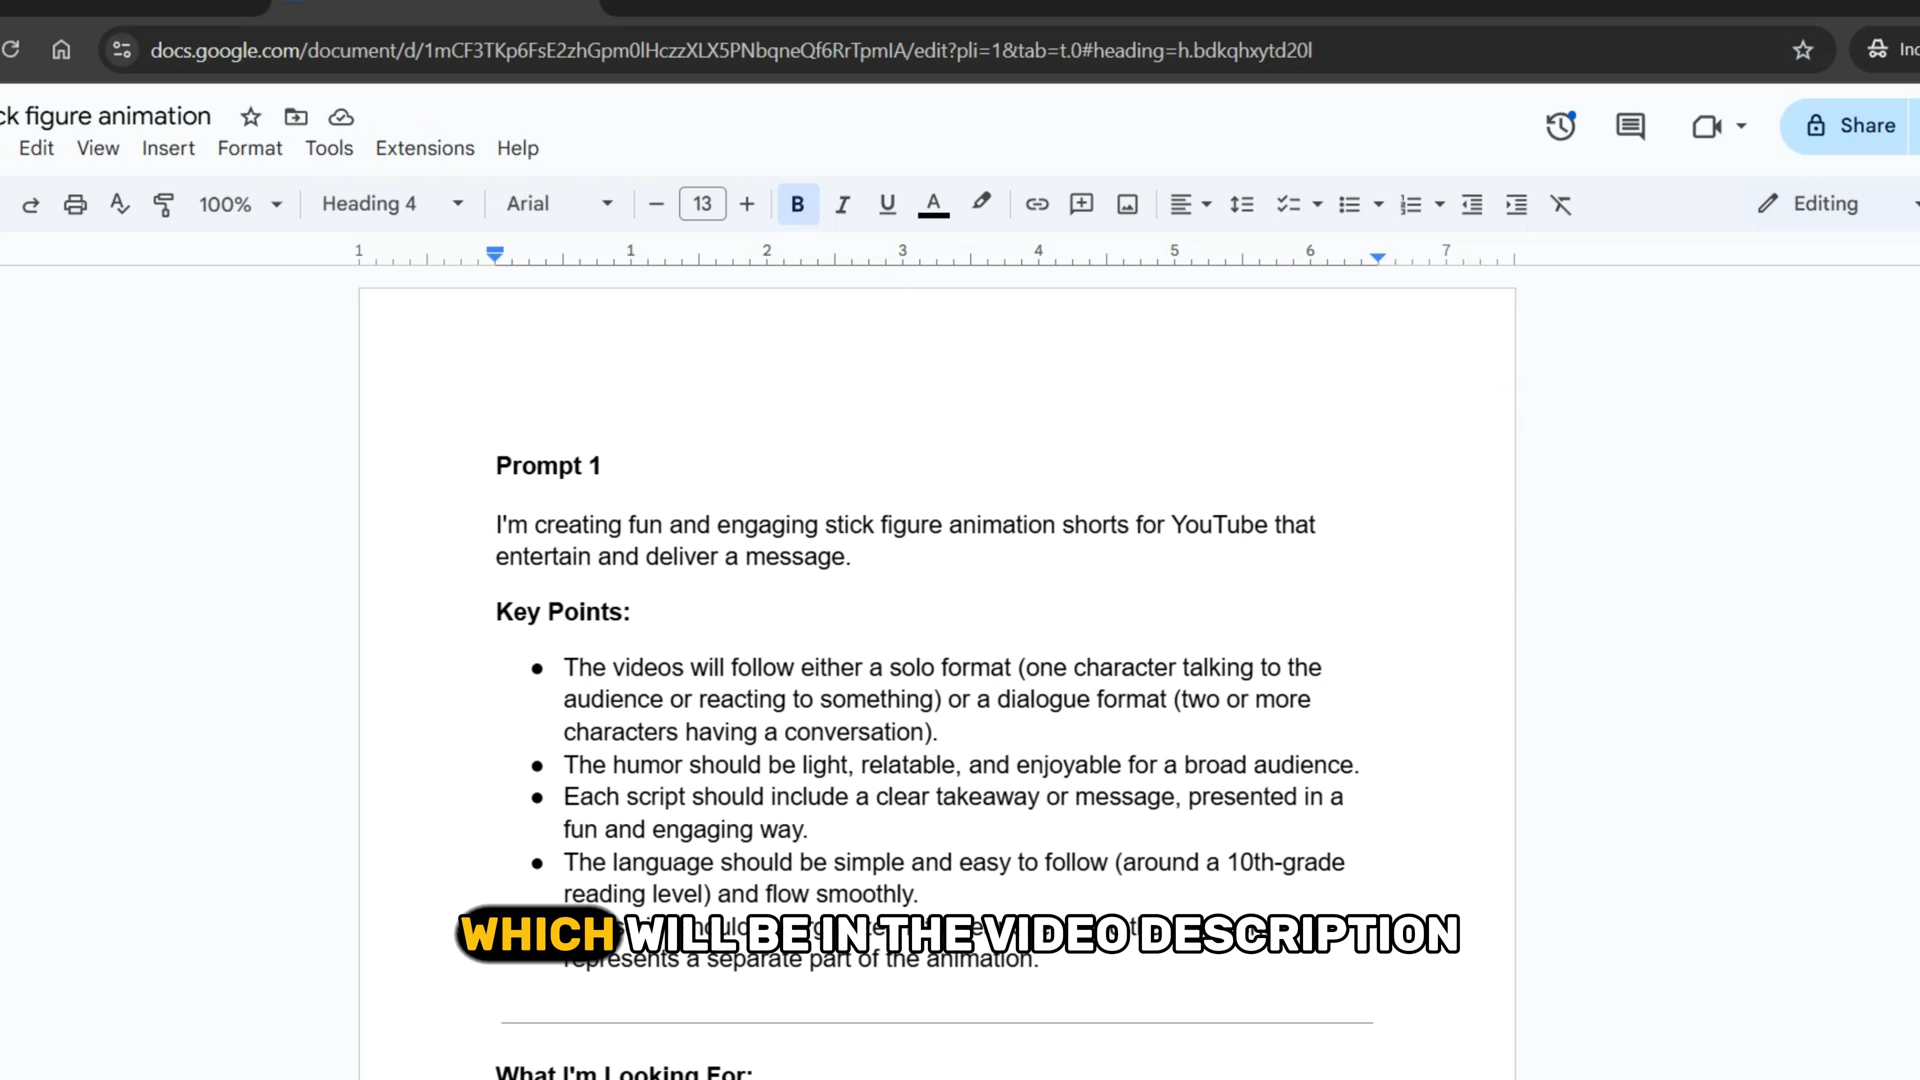 docs.google.com/document/d/1mCF3TKp6FsE2zhGpm0lHczzXLX5PNbqneQf6RrTpmIA/edit?pli=1&tab=t.0#heading=h.bdkqhxytd20l
ck figure animation
Share
Edit View Insert Format Tools Extensions Help
100% Heading 4 Arial 13 B I U A Editing
1 1 2 3 4 5 6 7
Prompt 1
I'm creating fun and engaging stick figure animation shorts for YouTube that
entertain and deliver a message.
Key Points:
● The videos will follow either a solo format (one character talking to the
audience or reacting to something) or a dialogue format (two or more
characters having a conversation).
● The humor should be light, relatable, and enjoyable for a broad audience.
● Each script should include a clear takeaway or message, presented in a
fun and engaging way.
● The language should be simple and easy to follow (around a 10th-grade
reading level) and flow smoothly.
WHICH WILL BE IN THE VIDEO DESCRIPTION
represents a separate part of the animation.
What I'm Looking For: